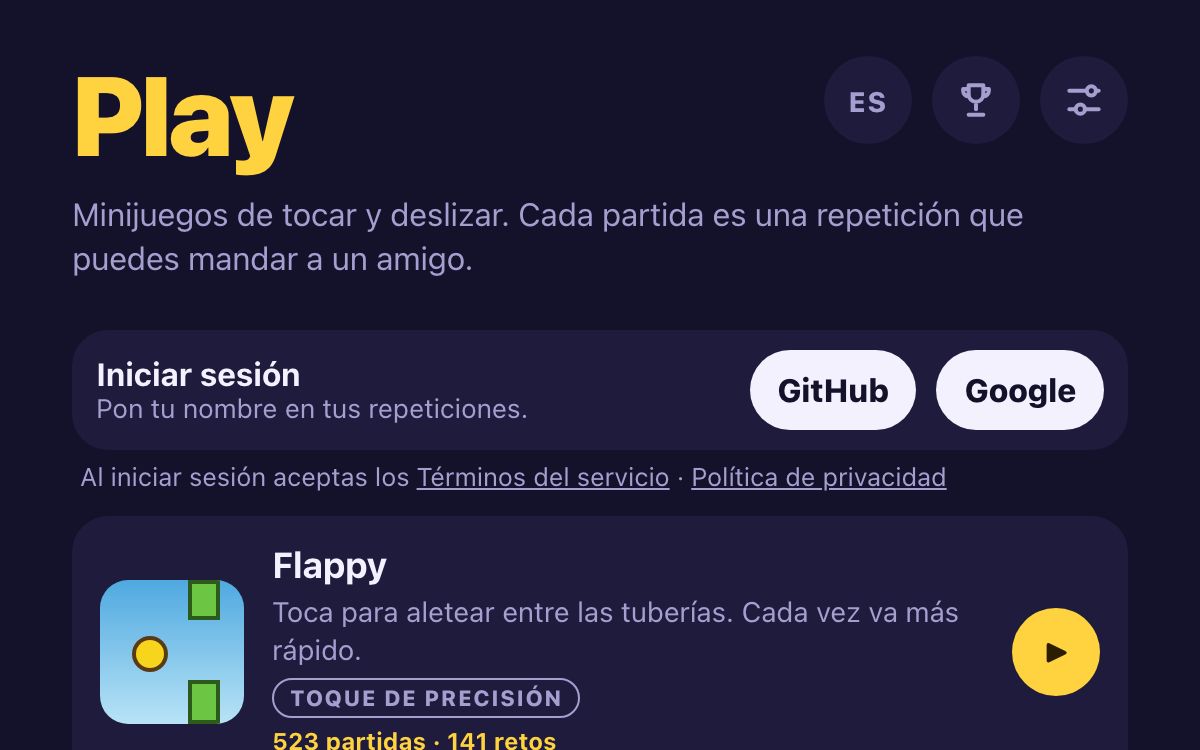 Play
ES
Minijuegos de tocar y deslizar. Cada partida es una repetición que
puedes mandar a un amigo.
Iniciar sesión
Pon tu nombre en tus repeticiones.
GitHub
Google
Al iniciar sesión aceptas los Términos del servicio · Política de privacidad
Flappy
Toca para aletear entre las tuberías. Cada vez va más
rápido.
TOQUE DE PRECISIÓN
523 partidas · 141 retos